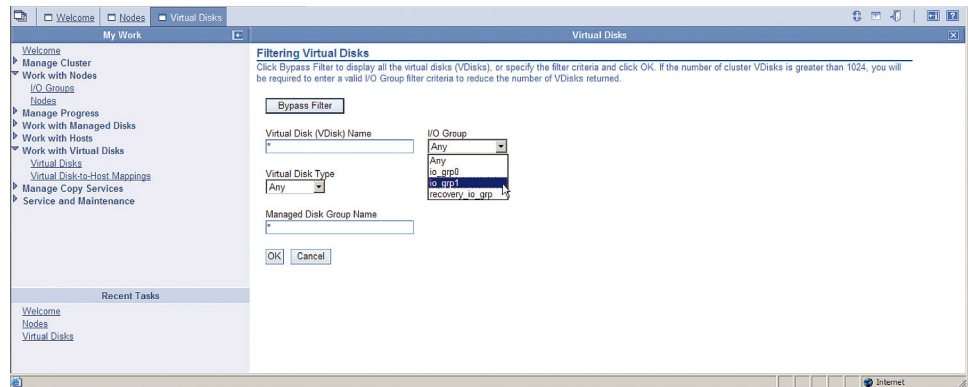 Welcome Nodes Virtual Disks
My Work
Virtual Disks
Welcome
Manage Cluster
Work with Nodes
I/O Groups
Nodes
Manage Progress
Work with Managed Disks
Work with Hosts
Work with Virtual Disks
Virtual Disks
Virtual Disk-to-Host Mappings
Manage Copy Services
Service and Maintenance
Recent Tasks
Welcome
Nodes
Virtual Disks
Filtering Virtual Disks
Click Bypass Filter to display all the virtual disks (VDisks), or specify the filter criteria and click OK. If the number of cluster VDisks is greater than 1024, you will
be required to enter a valid I/O Group filter criteria to reduce the number of VDisks returned.
Bypass Filter
Virtual Disk (VDisk) Name
*
I/O Group
Any
Any
io_grp0
io_grp1
recovery_io_grp
Virtual Disk Type
Any
Managed Disk Group Name
*
OK Cancel
Internet